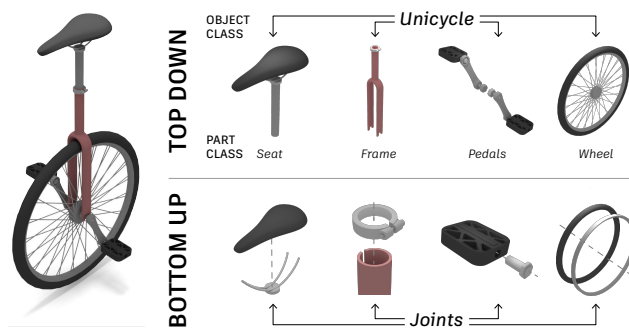 TOP DOWN
OBJECT
CLASS
Unicycle
PART
CLASS
Seat
Frame
Pedals
Wheel
BOTTOM UP
Joints